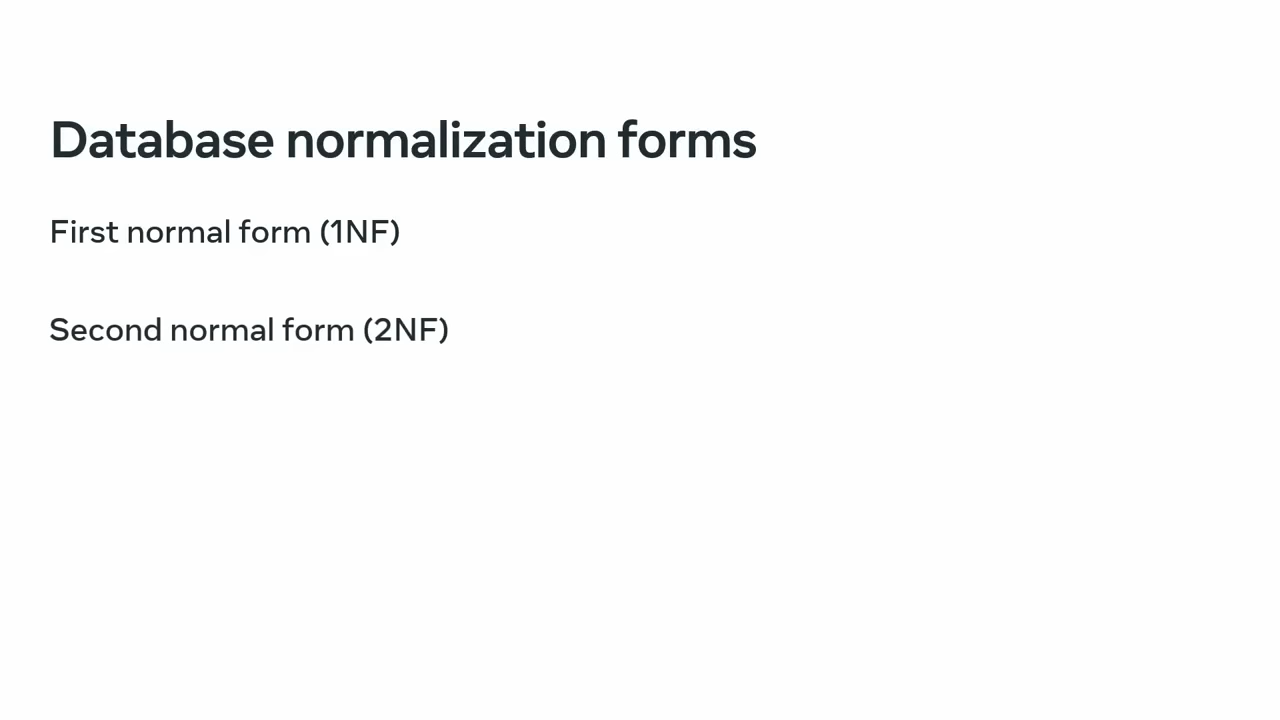 Database normalization forms
First normal form (1NF)
Second normal form (2NF)